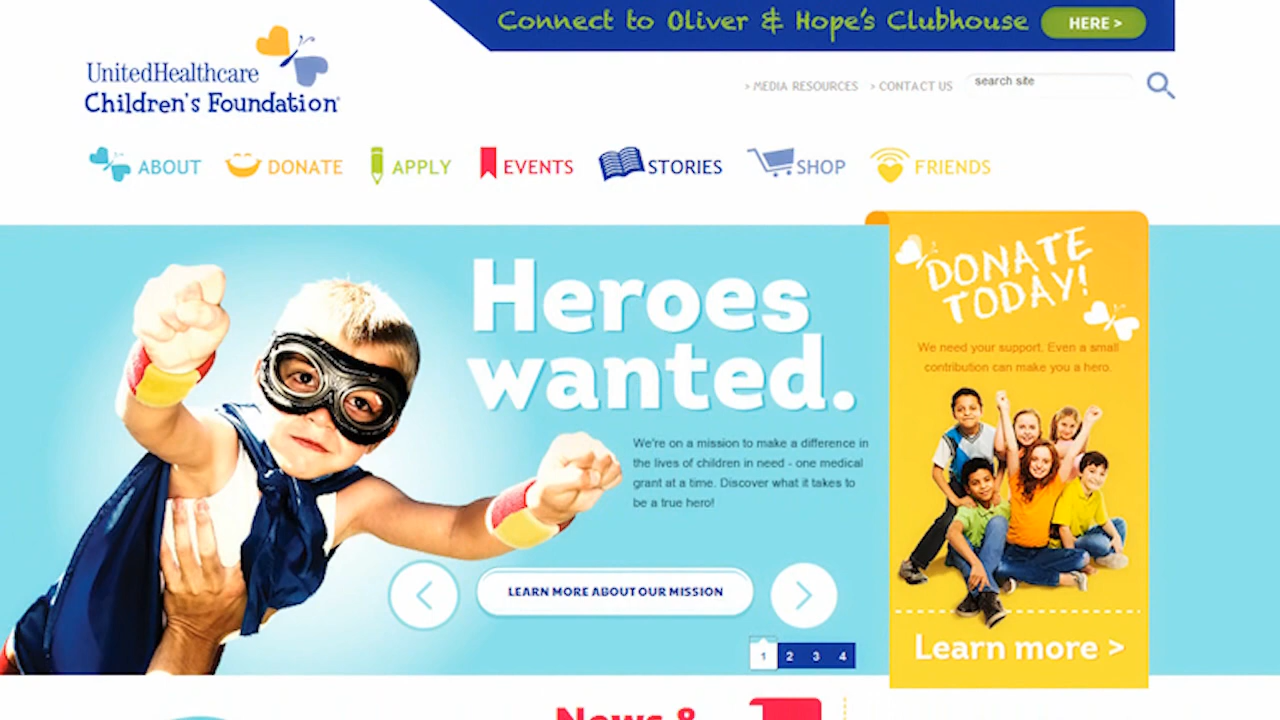 Connect to Oliver & Hope's Clubhouse
HERE >
UnitedHealthcare
Children's Foundation®
> MEDIA RESOURCES
> CONTACT US
search site
ABOUT
DONATE
APPLY
EVENTS
STORIES
SHOP
FRIENDS
Heroes
wanted.
We're on a mission to make a difference in
the lives of children in need - one medical
grant at a time. Discover what it takes to
be a true hero!
LEARN MORE ABOUT OUR MISSION
1 2 3 4
DONATE
TODAY!
We need your support. Even a small
contribution can make you a hero.
Learn more >
News &